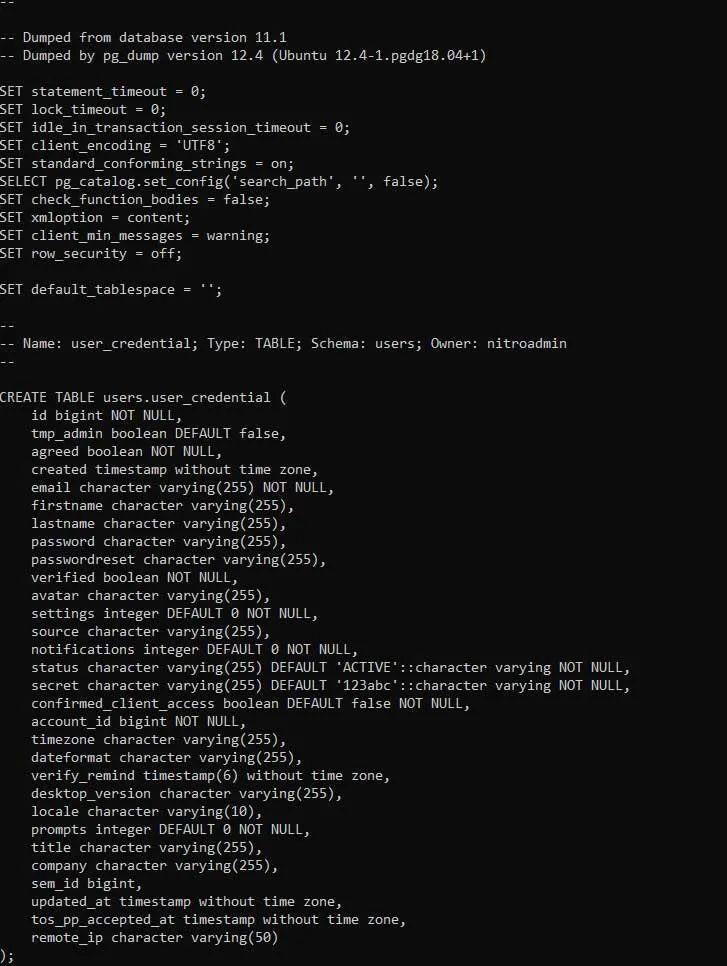 --
-- Dumped from database version 11.1
-- Dumped by pg_dump version 12.4 (Ubuntu 12.4-1.pgdg18.04+1)
SET statement_timeout = 0;
SET lock_timeout = 0;
SET idle_in_transaction_session_timeout = 0;
SET client_encoding = 'UTF8';
SET standard_conforming_strings = on;
SELECT pg_catalog.set_config('search_path', '', false);
SET check_function_bodies = false;
SET xmloption = content;
SET client_min_messages = warning;
SET row_security = off;
SET default_tablespace = '';
--
-- Name: user_credential; Type: TABLE; Schema: users; Owner: nitroadmin
--
CREATE TABLE users.user_credential (
    id bigint NOT NULL,
    tmp_admin boolean DEFAULT false,
    agreed boolean NOT NULL,
    created timestamp without time zone,
    email character varying(255) NOT NULL,
    firstname character varying(255),
    lastname character varying(255),
    password character varying(255),
    passwordreset character varying(255),
    verified boolean NOT NULL,
    avatar character varying(255),
    settings integer DEFAULT 0 NOT NULL,
    source character varying(255),
    notifications integer DEFAULT 0 NOT NULL,
    status character varying(255) DEFAULT 'ACTIVE'::character varying NOT NULL,
    secret character varying(255) DEFAULT '123abc'::character varying NOT NULL,
    confirmed_client_access boolean DEFAULT false NOT NULL,
    account_id bigint NOT NULL,
    timezone character varying(255),
    dateformat character varying(255),
    verify_remind timestamp(6) without time zone,
    desktop_version character varying(255),
    locale character varying(10),
    prompts integer DEFAULT 0 NOT NULL,
    title character varying(255),
    company character varying(255),
    sem_id bigint,
    updated_at timestamp without time zone,
    tos_pp_accepted_at timestamp without time zone,
    remote_ip character varying(50)
);